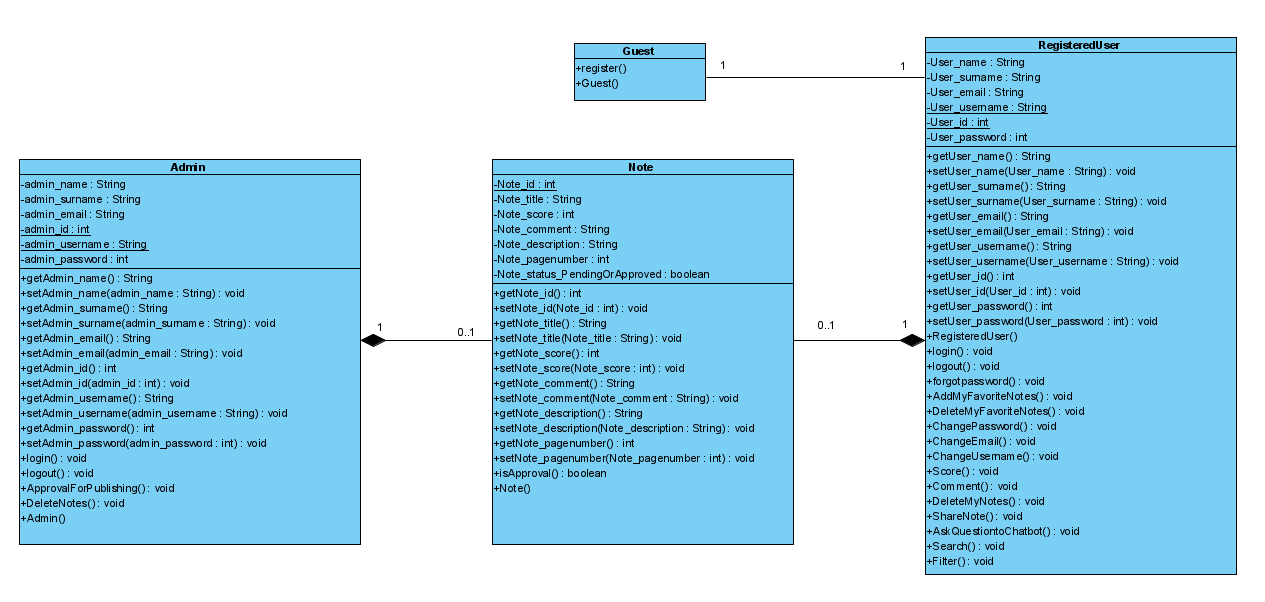 Guest
+register()
+Guest()
1
1
RegisteredUser
-User_name : String
-User_surname : String
-User_email : String
-User_username : String
-User_id : int
-User_password : int
+getUser_name() : String
+setUser_name(User_name : String) : void
+getUser_surname() : String
+setUser_surname(User_surname : String) : void
+getUser_email() : String
+setUser_email(User_email : String) : void
+getUser_username() : String
+setUser_username(User_username : String) : void
+getUser_id() : int
+setUser_id(User_id : int) : void
+getUser_password() : int
+setUser_password(User_password : int) : void
+RegisteredUser()
+login() : void
+logout() : void
+forgotpassword() : void
+AddMyFavoriteNotes() : void
+DeleteMyFavoriteNotes() : void
+ChangePassword() : void
+ChangeEmail() : void
+ChangeUsername() : void
+Score() : void
+Comment() : void
+DeleteMyNotes() : void
+ShareNote() : void
+AskQuestiontoChatbot() : void
+Search() : void
+Filter() : void
Admin
-admin_name : String
-admin_surname : String
-admin_email : String
-admin_id : int
-admin_username : String
-admin_password : int
+getAdmin_name() : String
+setAdmin_name(admin_name : String) : void
+getAdmin_surname() : String
+setAdmin_surname(admin_surname : String) : void
+getAdmin_email() : String
+setAdmin_email(admin_email : String) : void
+getAdmin_id() : int
+setAdmin_id(admin_id : int) : void
+getAdmin_username() : String
+setAdmin_username(admin_username : String) : void
+getAdmin_password() : int
+setAdmin_password(admin_password : int) : void
+login() : void
+logout() : void
+ApprovalForPublishing() : void
+DeleteNotes() : void
+Admin()
1
0..1
Note
-Note_id : int
-Note_title : String
-Note_score : int
-Note_comment : String
-Note_description : String
-Note_pagenumber : int
-Note_status_PendingOrApproved : boolean
+getNote_id() : int
+setNote_id(Note_id : int) : void
+getNote_title() : String
+setNote_title(Note_title : String) : void
+getNote_score() : int
+setNote_score(Note_score : int) : void
+getNote_comment() : String
+setNote_comment(Note_comment : String) : void
+getNote_description() : String
+setNote_description(Note_description : String) : void
+getNote_pagenumber() : int
+setNote_pagenumber(Note_pagenumber : int) : void
+isApproval() : boolean
+Note()
0..1
1